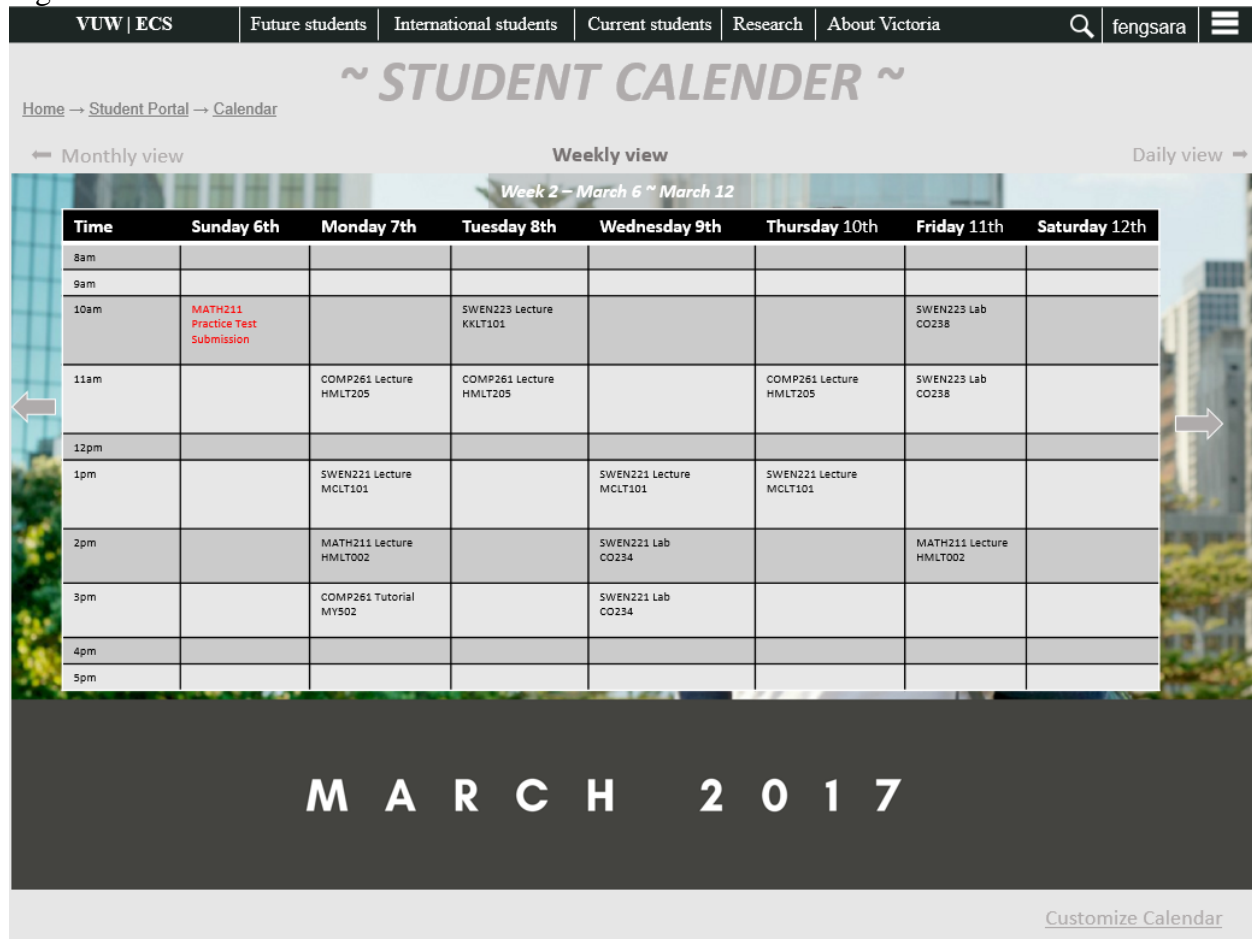 VUW | ECS Future students International students Current students Research About Victoria fengsara
~ STUDENT CALENDER ~
Home → Student Portal → Calendar
Monthly view Weekly view Daily view
Week 2 – March 6 ~ March 12
Time Sunday 6th Monday 7th Tuesday 8th Wednesday 9th Thursday 10th Friday 11th Saturday 12th
8am
9am
10am
MATH211
Practice Test
Submission
SWEN223 Lecture
KKLT101
SWEN223 Lab
CO238
11am
COMP261 Lecture
HMLT205
COMP261 Lecture
HMLT205
COMP261 Lecture
HMLT205
SWEN223 Lab
CO238
12pm
1pm
SWEN221 Lecture
MCLT101
SWEN221 Lecture
MCLT101
SWEN221 Lecture
MCLT101
2pm
MATH211 Lecture
HMLT002
SWEN221 Lab
CO234
MATH211 Lecture
HMLT002
3pm
COMP261 Tutorial
MY502
SWEN221 Lab
CO234
4pm
5pm
MARCH 2017
Customize Calendar